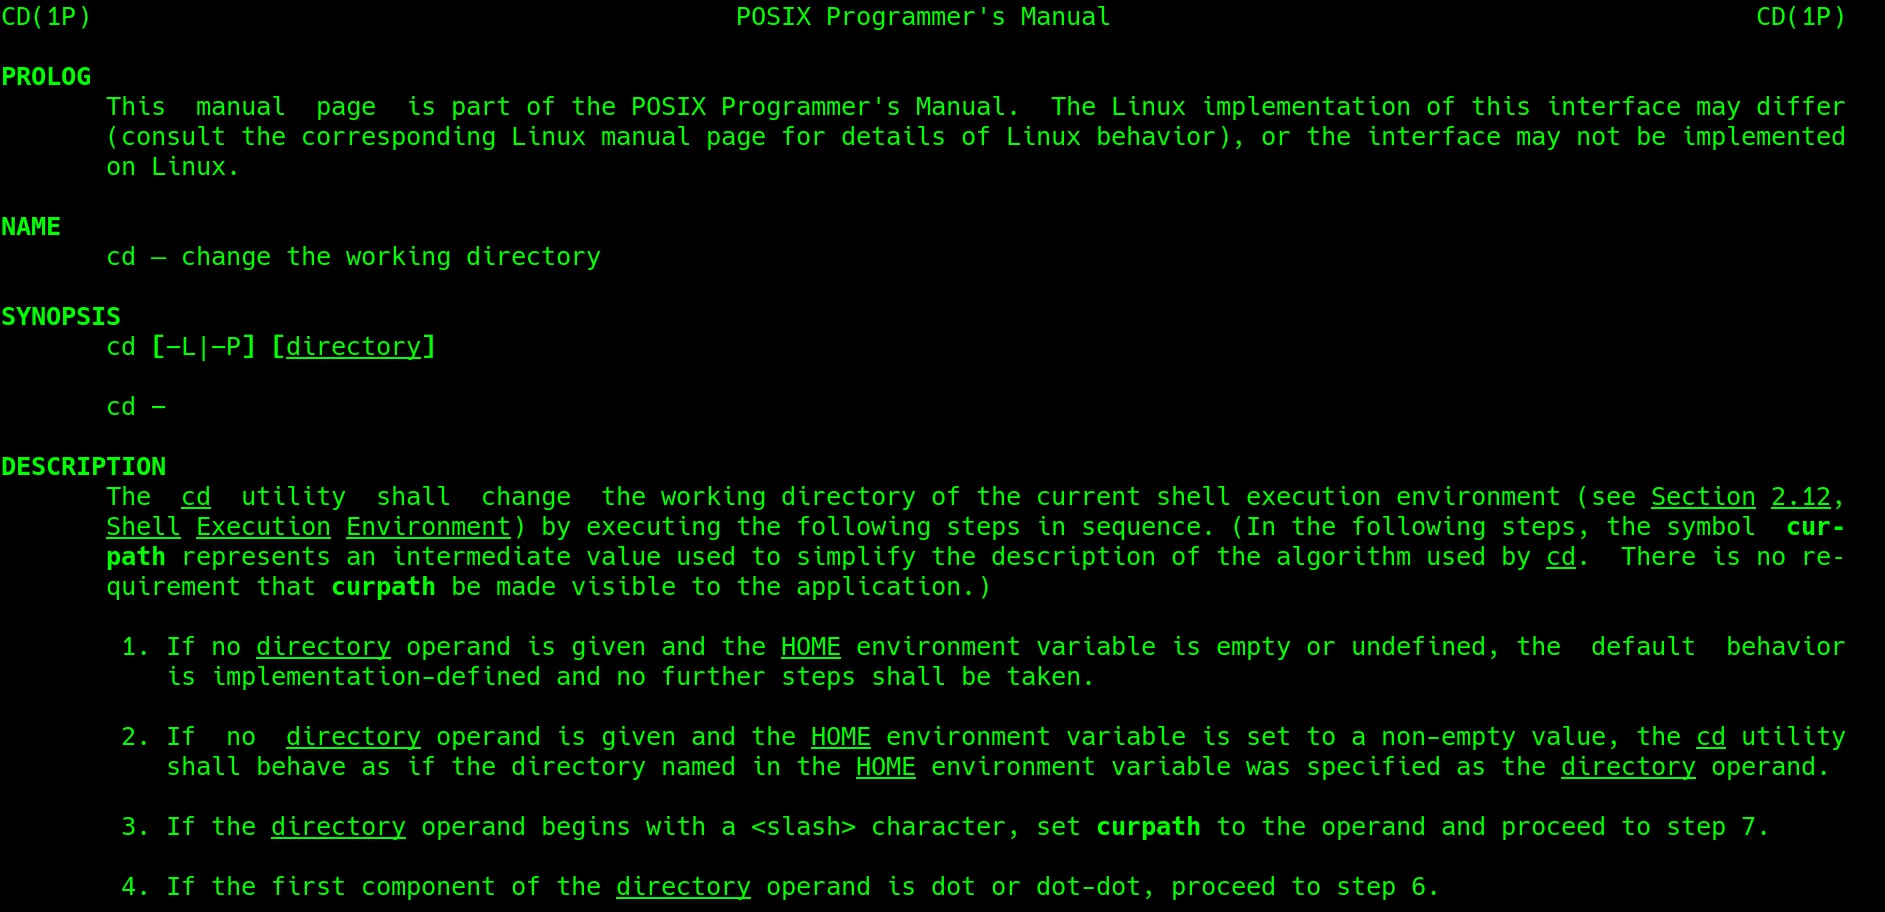 CD(1P)                                           POSIX Programmer's Manual                                           CD(1P)
PROLOG
This  manual  page  is part of the POSIX Programmer's Manual.  The Linux implementation of this interface may differ
(consult the corresponding Linux manual page for details of Linux behavior), or the interface may not be implemented
on Linux.
NAME
cd — change the working directory
SYNOPSIS
cd [−L|−P] [directory]
cd −
DESCRIPTION
The  cd  utility  shall  change  the working directory of the current shell execution environment (see Section 2.12,
Shell Execution Environment) by executing the following steps in sequence. (In the following steps, the symbol  cur‐
path represents an intermediate value used to simplify the description of the algorithm used by cd.  There is no re‐
quirement that curpath be made visible to the application.)
1. If no directory operand is given and the HOME environment variable is empty or undefined, the  default  behavior
is implementation-defined and no further steps shall be taken.
2. If  no  directory operand is given and the HOME environment variable is set to a non-empty value, the cd utility
shall behave as if the directory named in the HOME environment variable was specified as the directory operand.
3. If the directory operand begins with a <slash> character, set curpath to the operand and proceed to step 7.
4. If the first component of the directory operand is dot or dot-dot, proceed to step 6.